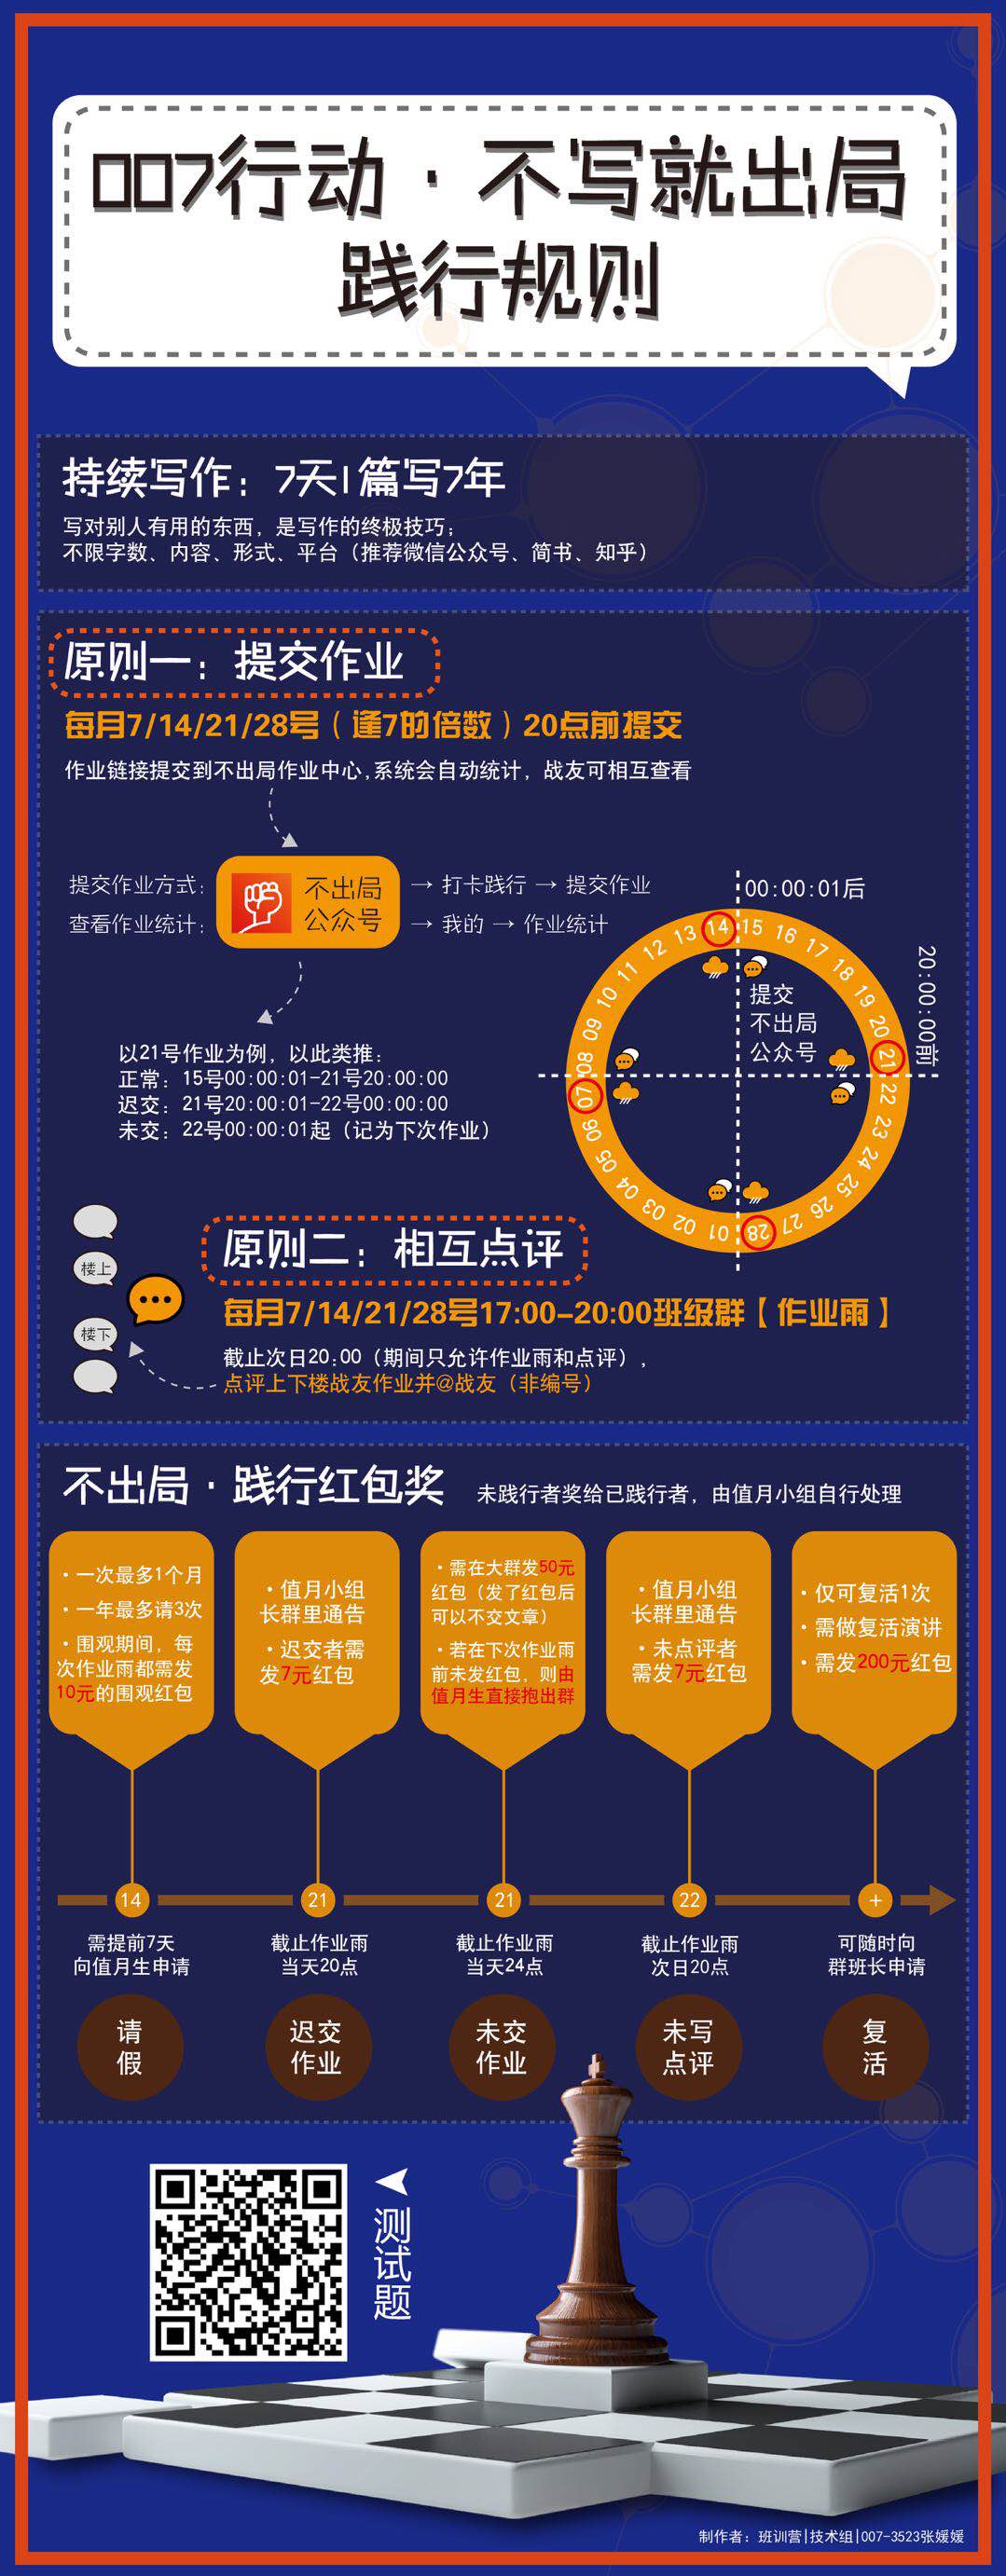 007行动·不写就出局
践行规则
持续写作：7天1篇写7年
写对别人有用的东西，是写作的终极技巧；
不限字数、内容、形式、平台（推荐微信公众号、简书、知乎）
原则一：提交作业
每月7/14/21/28号（逢7的倍数）20点前提交
作业链接提交到不出局作业中心,系统会自动统计，战友可相互查看
提交作业方式：
不出局
公众号
→ 打卡践行 → 提交作业
查看作业统计：
→ 我的 → 作业统计
00:00:01后
20:00:00前
01 02 03 04 05 06 07 08 09 10 11 12 13 14 15 16 17 18 19 20 21 22 23 24 25 26 27 28
提交
不出局
公众号
以21号作业为例，以此类推：
正常：15号00:00:01-21号20:00:00
迟交：21号20:00:01-22号00:00:00
未交：22号00:00:01起（记为下次作业）
楼上
楼下
原则二：相互点评
每月7/14/21/28号17:00-20:00班级群【作业雨】
截止次日20:00（期间只允许作业雨和点评），
点评上下楼战友作业并@战友（非编号）
不出局·践行红包奖
未践行者奖给已践行者，由值月小组自行处理
·一次最多1个月
·一年最多请3次
·围观期间，每
次作业雨都需发
10元的围观红包
·值月小组
长群里通告
·迟交者需
发7元红包
·需在大群发50元
红包（发了红包后
可以不交文章）
·若在下次作业雨
前未发红包，则由
值月生直接抱出群
·值月小组
长群里通告
·未点评者
需发7元红包
·仅可复活1次
·需做复活演讲
·需发200元红包
14
21
21
22
+
需提前7天
向值月生申请
截止作业雨
当天20点
截止作业雨
当天24点
截止作业雨
次日20点
可随时向
群班长申请
请
假
迟交
作业
未交
作业
未写
点评
复
活
测试题
制作者：班训营|技术组|007-3523张媛媛